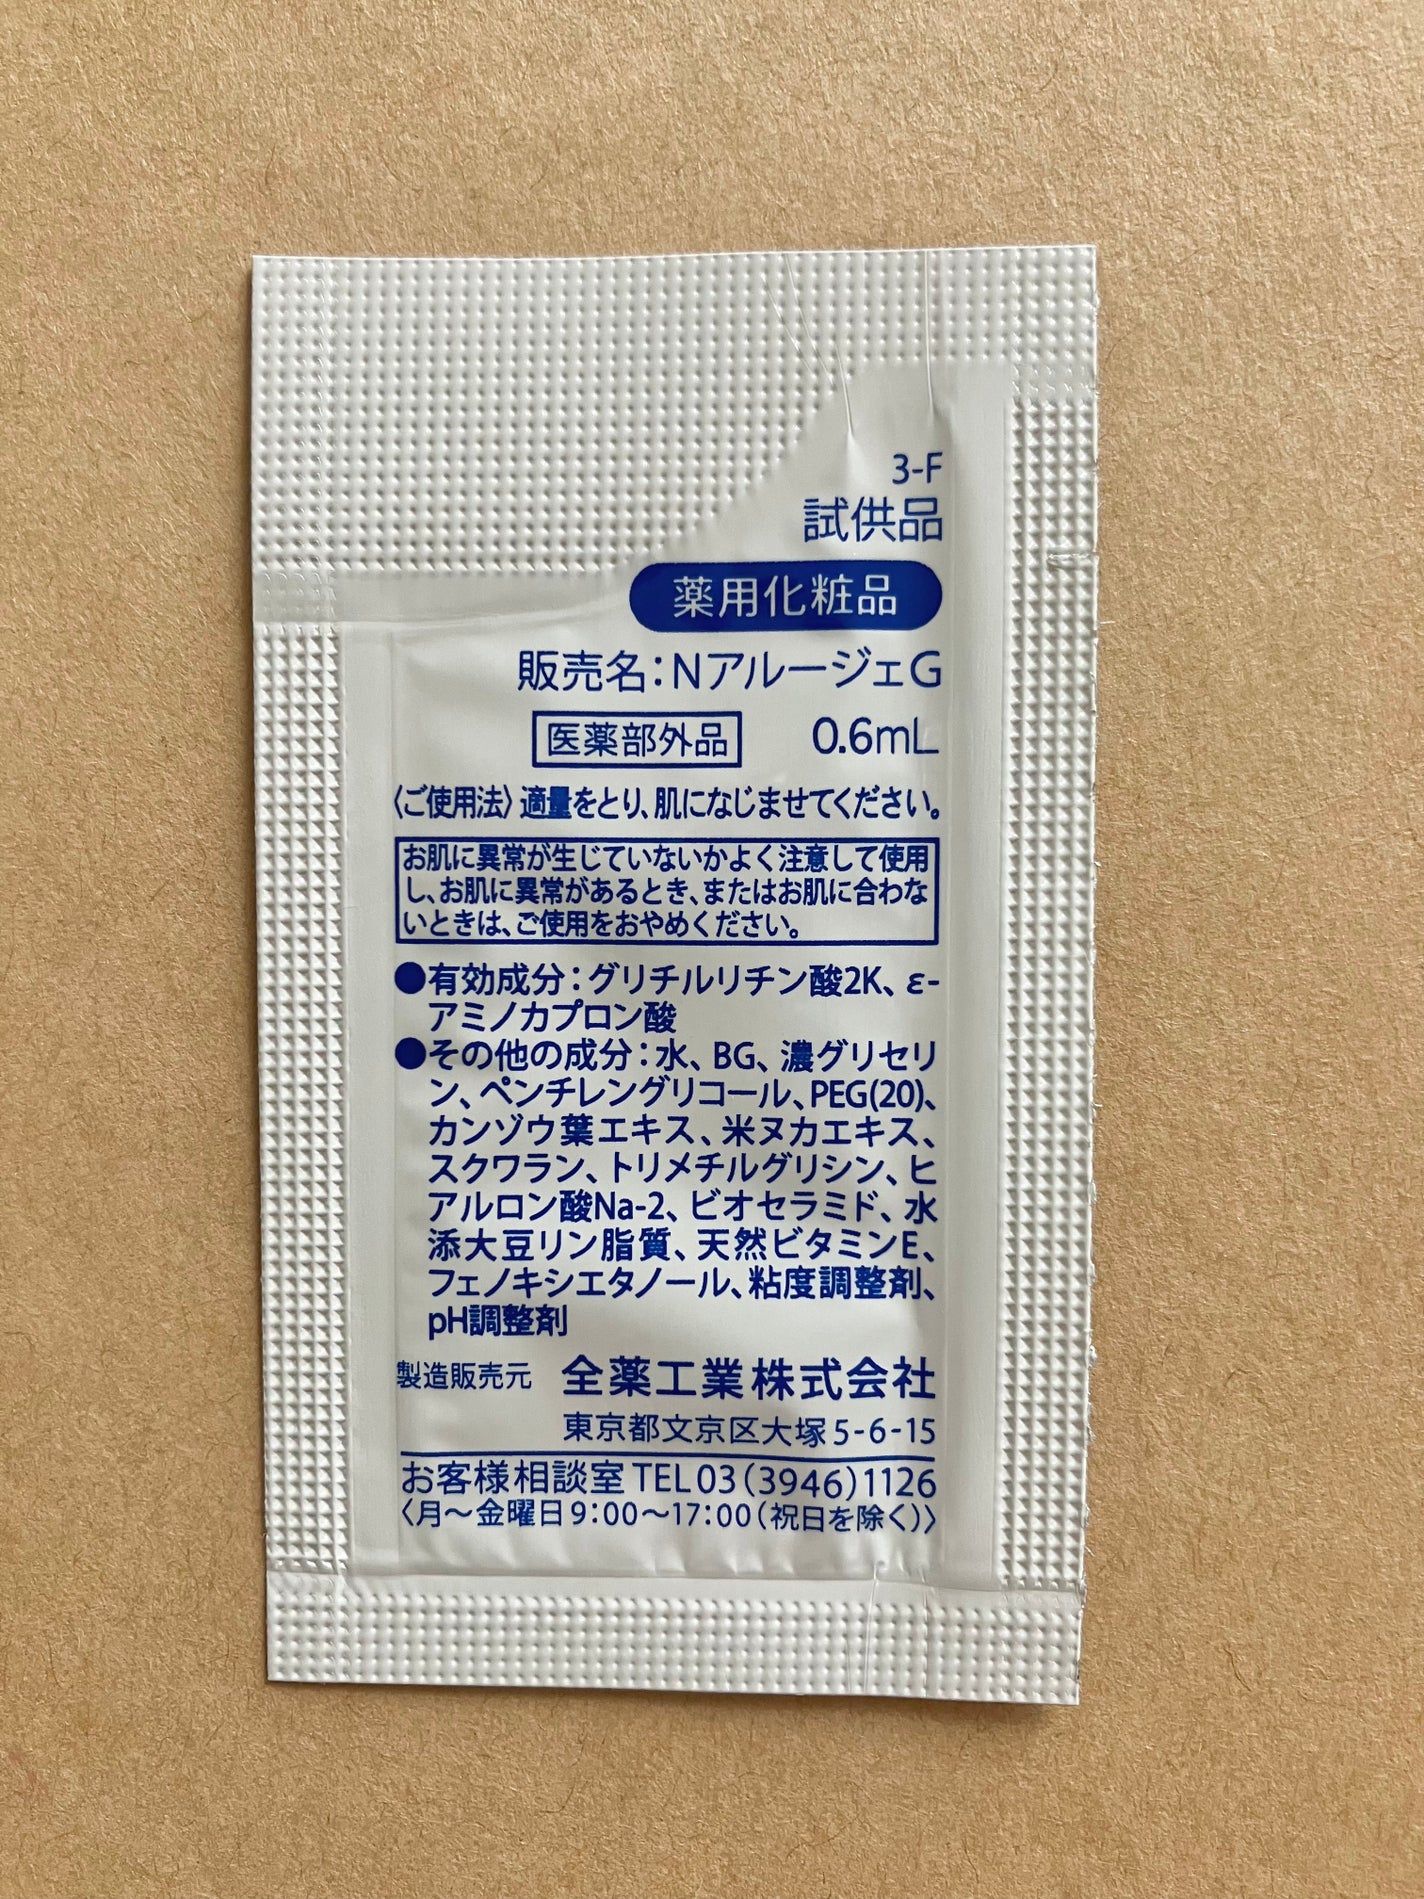 3-F
試供品
薬用化粧品
販売名：NアルージェG
医薬部外品 0.6mL
〈ご使用法〉適量をとり、肌になじませてください。
お肌に異常が生じていないかよく注意して使用
し、お肌に異常があるとき、またはお肌に合わな
いときは、ご使用をおやめください。
●有効成分：グリチルリチン酸2K、ε-
アミノカプロン酸
●その他の成分：水、BG、濃グリセリ
ン、ペンチレングリコール、PEG(20)、
カンゾウ葉エキス、米ヌカエキス、
スクワラン、トリメチルグリシン、ヒ
アルロン酸Na-2、ビオセラミド、水
添大豆リン脂質、天然ビタミンE、
フェノキシエタノール、粘度調整剤、
pH調整剤
製造販売元 全薬工業株式会社
東京都文京区大塚5-6-15
お客様相談室 TEL03(3946)1126
〈月～金曜日9：00～17：00(祝日を除く)〉